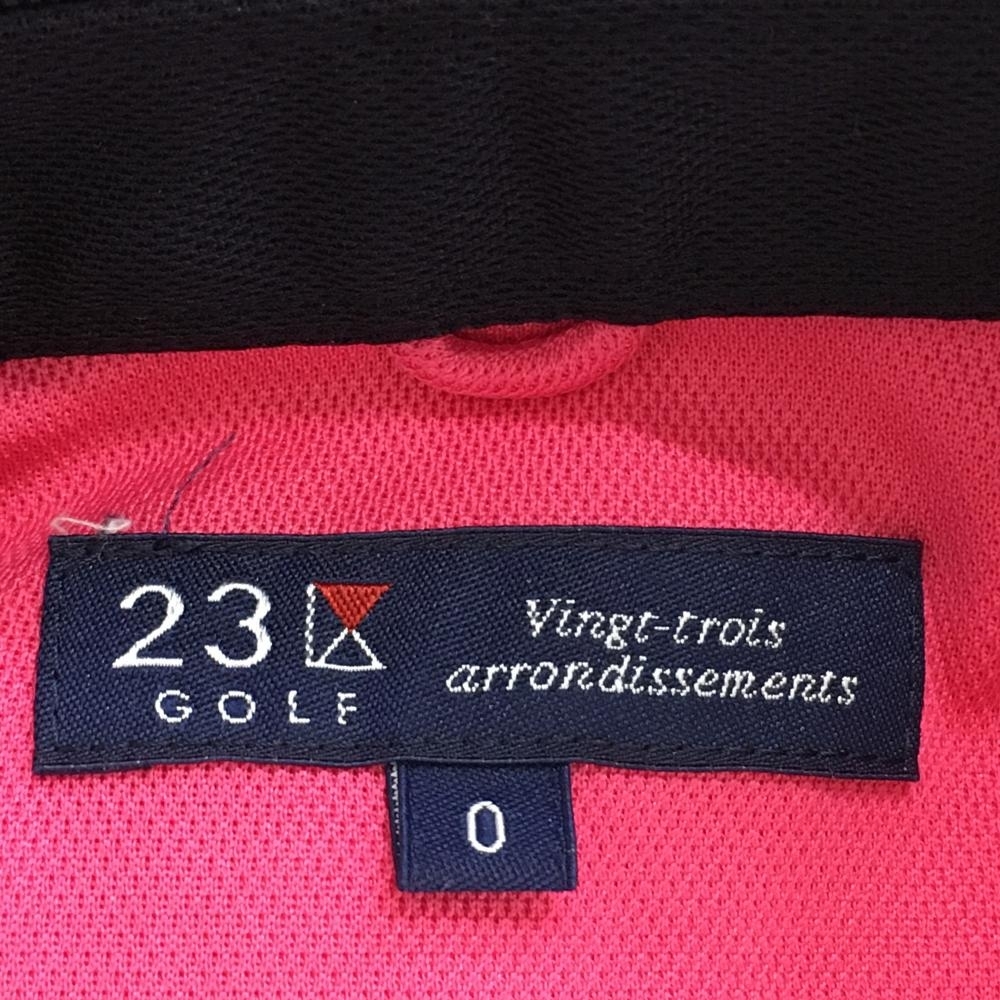 23
GOLF
Vingt-trois
arrondissements
0